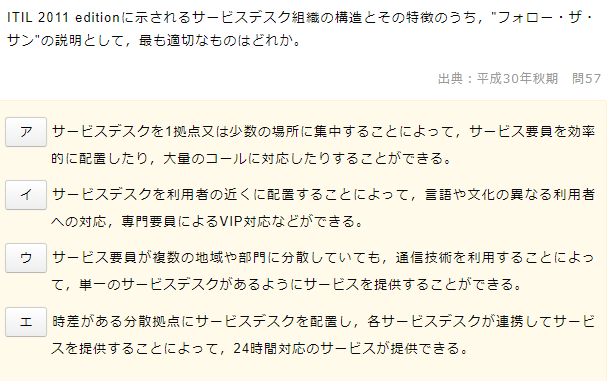 ITIL 2011 editionに示されるサービスデスク組織の構造とその特徴のうち，"フォロー・ザ・
サン"の説明として，最も適切なものはどれか。
出典：平成30年秋期　問57
ア　サービスデスクを1拠点又は少数の場所に集中することによって，サービス要員を効率
的に配置したり，大量のコールに対応したりすることができる。
イ　サービスデスクを利用者の近くに配置することによって，言語や文化の異なる利用者
への対応，専門要員によるVIP対応などができる。
ウ　サービス要員が複数の地域や部門に分散していても，通信技術を利用することによっ
て，単一のサービスデスクがあるようにサービスを提供することができる。
エ　時差がある分散拠点にサービスデスクを配置し，各サービスデスクが連携してサービ
スを提供することによって，24時間対応のサービスが提供できる。